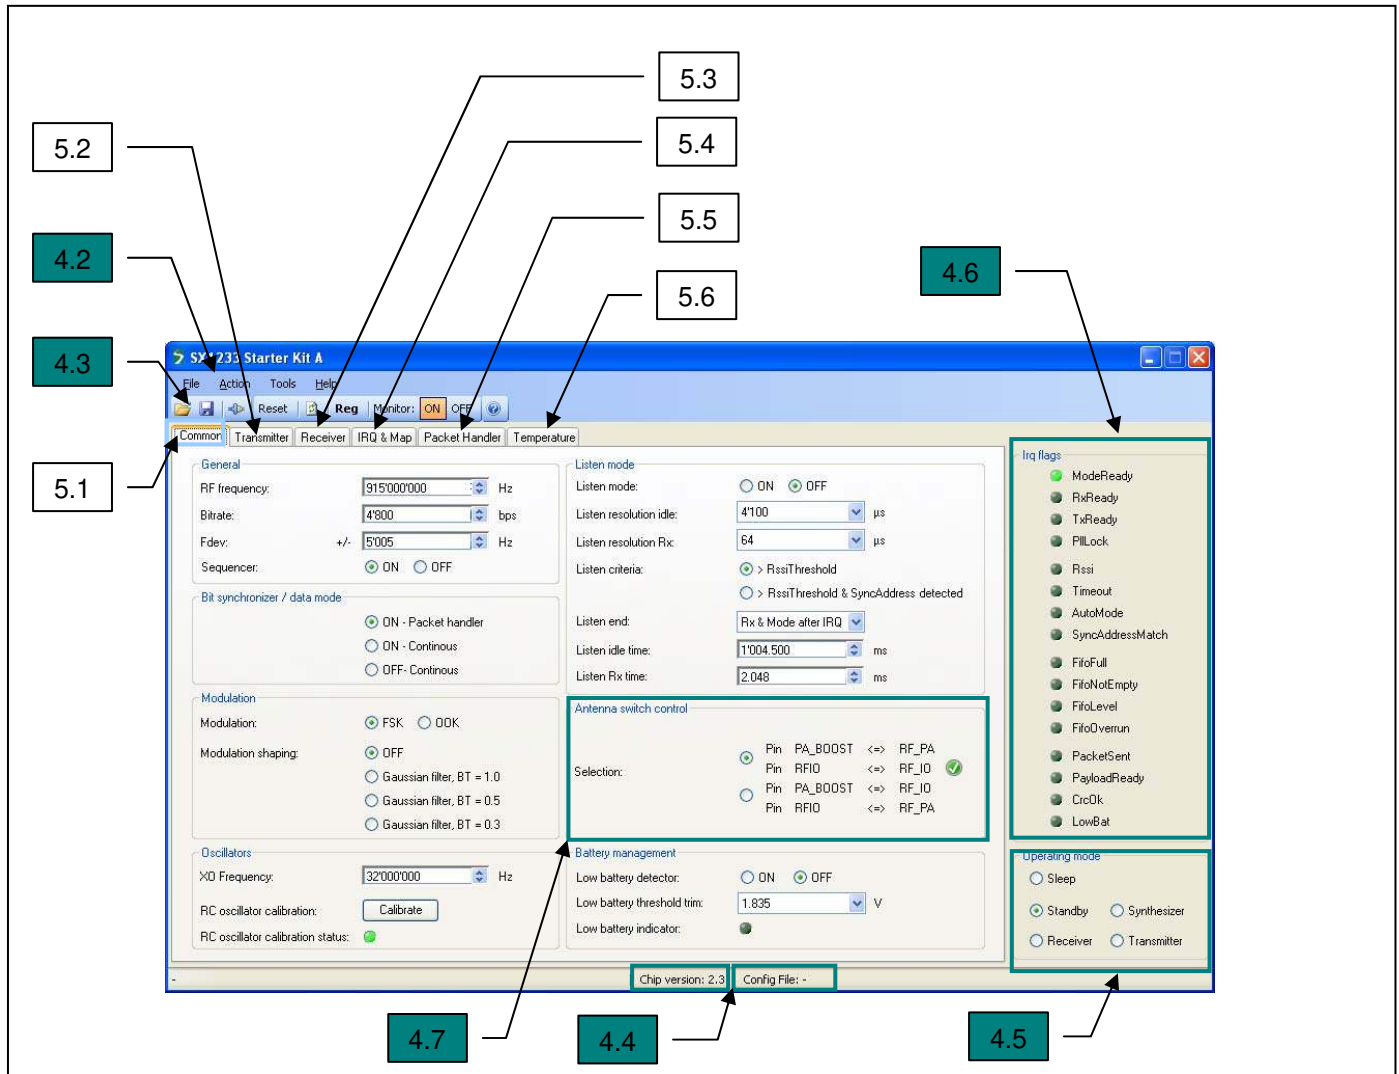 5.3
5.2
5.4
5.5
4.2
4.6
5.6
4.3
SX1233 Starter Kit A
File Action Tools Help
Reset Reg Monitor: ON OFF
Common Transmitter Receiver IRQ & Map Packet Handler Temperature
5.1
General
RF frequency: 915'000'000 Hz
Bitrate: 4'800 bps
Fdev: +/- 5'005 Hz
Sequencer: ON OFF
Bit synchronizer / data mode
ON - Packet handler
ON - Continous
OFF- Continous
Modulation
Modulation: FSK OOK
Modulation shaping: OFF
Gaussian filter, BT = 1.0
Gaussian filter, BT = 0.5
Gaussian filter, BT = 0.3
Oscillators
XO Frequency: 32'000'000 Hz
RC oscillator calibration: Calibrate
RC oscillator calibration status:
Listen mode
Listen mode: ON OFF
Listen resolution idle: 4'100 µs
Listen resolution Rx: 64 µs
Listen criteria: > RssiThreshold
> RssiThreshold & SyncAddress detected
Listen end: Rx & Mode after IRQ
Listen idle time: 1'004.500 ms
Listen Rx time: 2.048 ms
Antenna switch control
Selection:
Pin PA_BOOST <=> RF_PA
Pin RFIO <=> RF_IO
Pin PA_BOOST <=> RF_IO
Pin RFIO <=> RF_PA
Battery management
Low battery detector: ON OFF
Low battery threshold trim: 1.835 V
Low battery indicator:
Irq flags
ModeReady
RxReady
TxReady
PllLock
Rssi
Timeout
AutoMode
SyncAddressMatch
FifoFull
FifoNotEmpty
FifoLevel
FifoOverrun
PacketSent
PayloadReady
CrcOk
LowBat
Operating mode
Sleep
Standby Synthesizer
Receiver Transmitter
- Chip version: 2.3 Config File: -
4.7
4.4
4.5